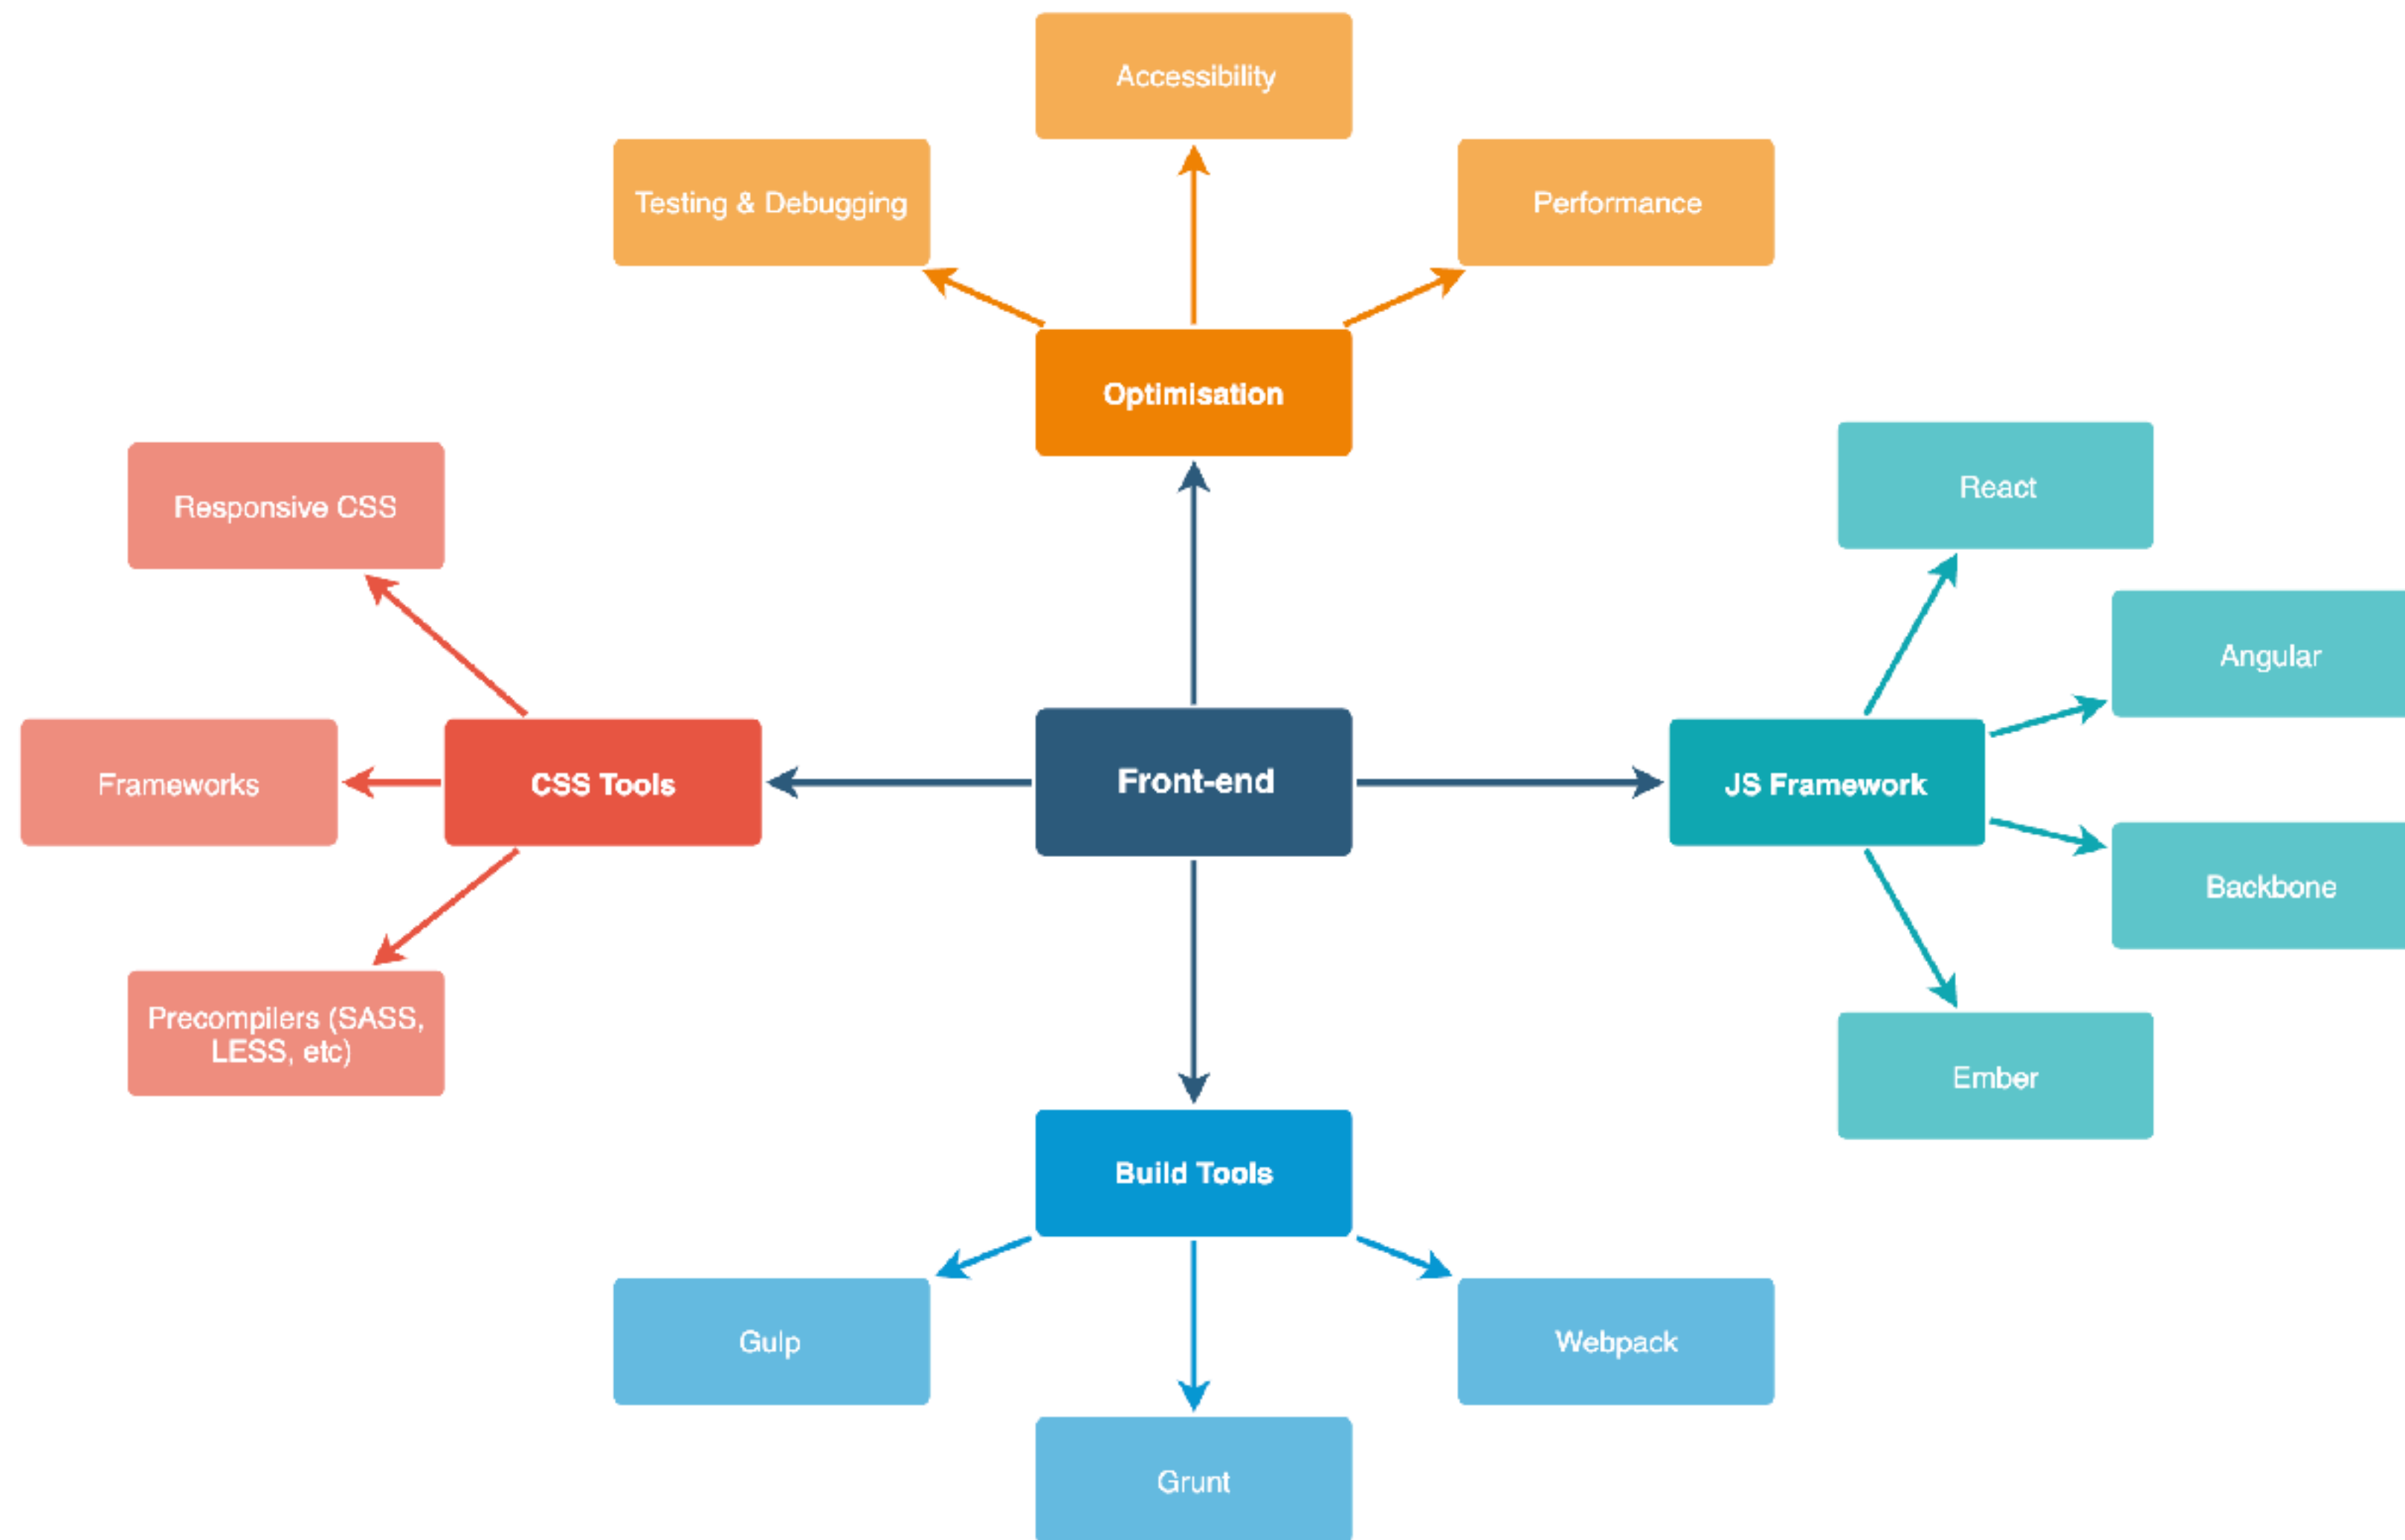 Accessibility
Testing & Debugging
Performance
Optimisation
React
Responsive CSS
Angular
Frameworks
CSS Tools
Front-end
JS Framework
Backbone
Precompilers (SASS,
LESS, etc)
Ember
Build Tools
Gulp
Webpack
Grunt